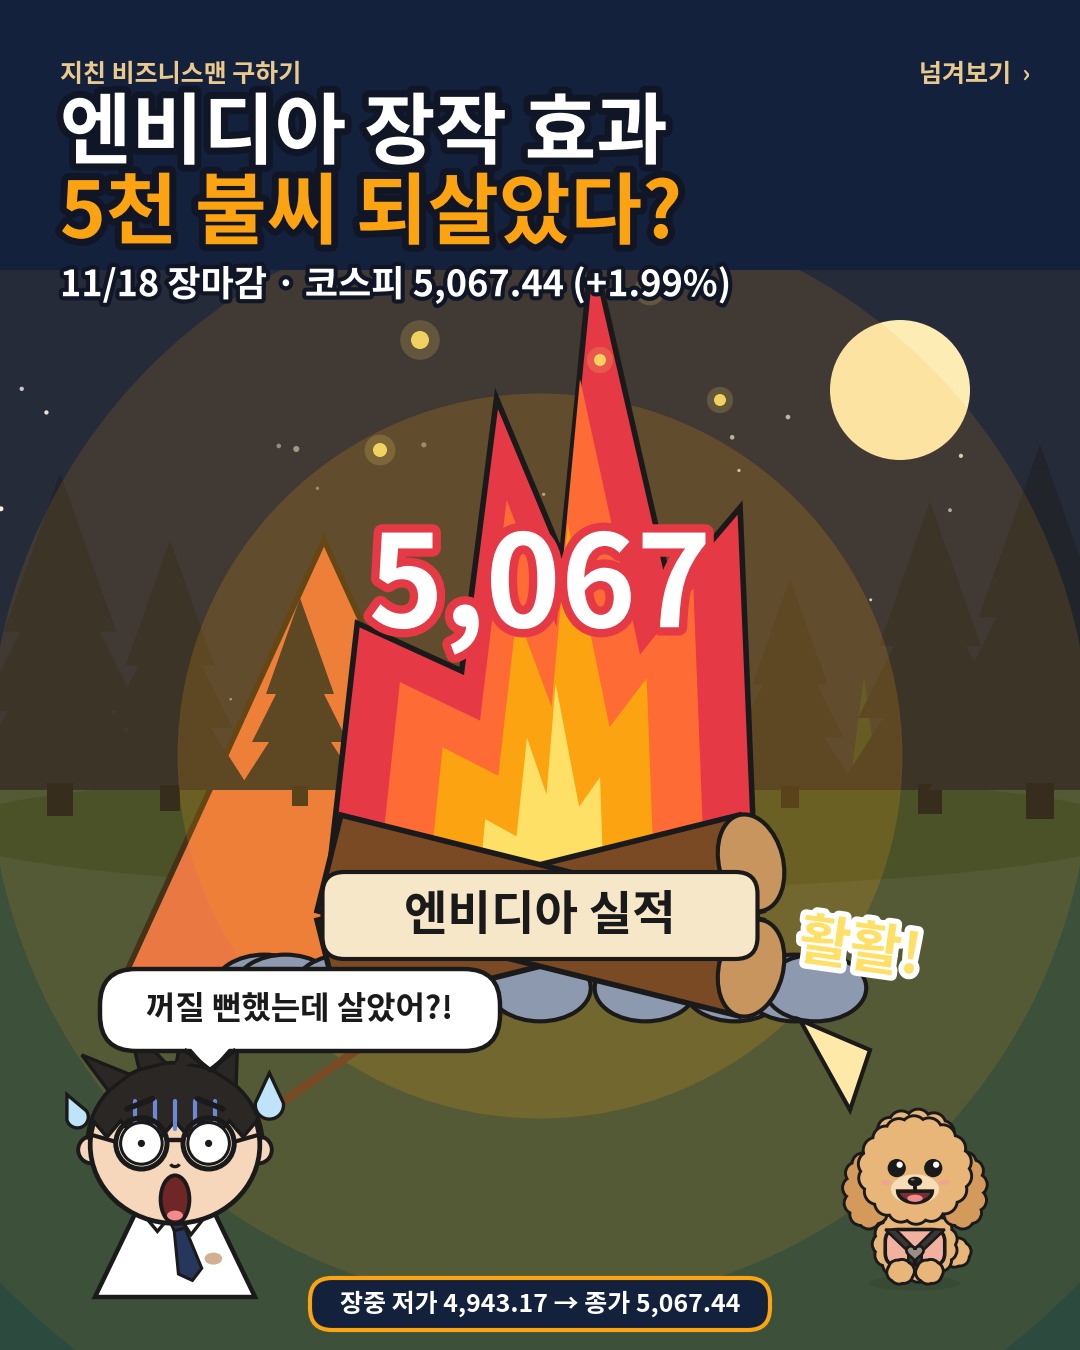 지친 비즈니스맨 구하기
넘겨보기 ›
엔비디아 장작 효과
5천 불씨 되살았다?
11/18 장마감 · 코스피 5,067.44 (+1.99%)
5,067
엔비디아 실적
활활!
꺼질 뻔했는데 살았어?!
장중 저가 4,943.17 → 종가 5,067.44